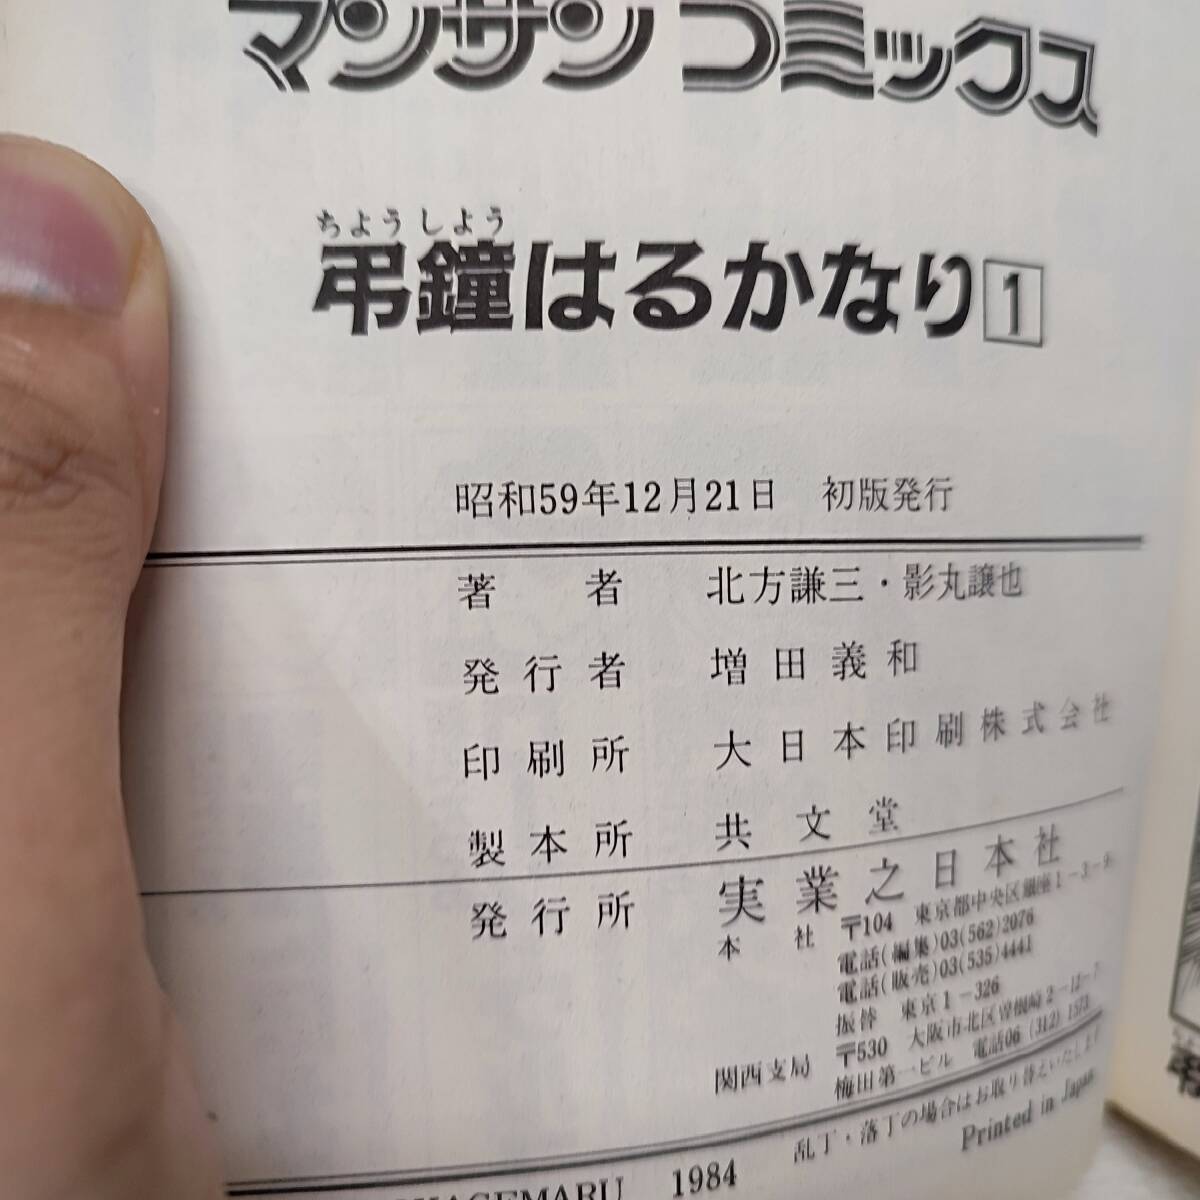 マンサンコミックス
ちょうしょう
弔鐘はるかなり 1
昭和59年12月21日 初版発行
著者 北方謙三・影丸譲也
発行者 増田義和
印刷所 大日本印刷株式会社
製本所 共文堂
発行所 実業之日本社
本社 〒104 東京都中央区銀座1-3-9
電話(編集)03(562)2076
電話(販売)03(535)4441
振替 東京1-326
関西支局 〒530 大阪市北区曽根崎2-12-7
梅田第一ビル 電話06(312)1573
乱丁・落丁の場合はお取り替えいたします
Printed in Japan
KAGEMARU 1984
弔